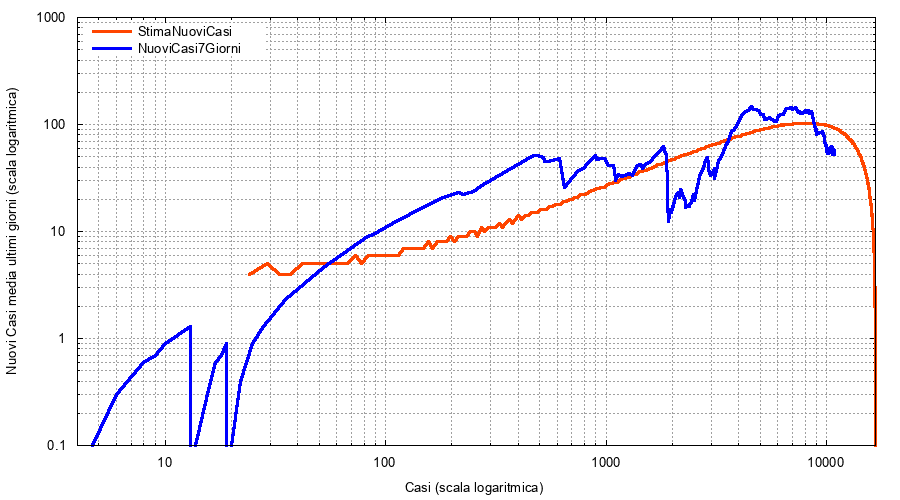 1000
100
10
1
0.1
Nuovi Casi media ultimi giorni (scala logaritmica)
StimaNuoviCasi
NuoviCasi7Giorni
10 100 1000 10000
Casi (scala logaritmica)